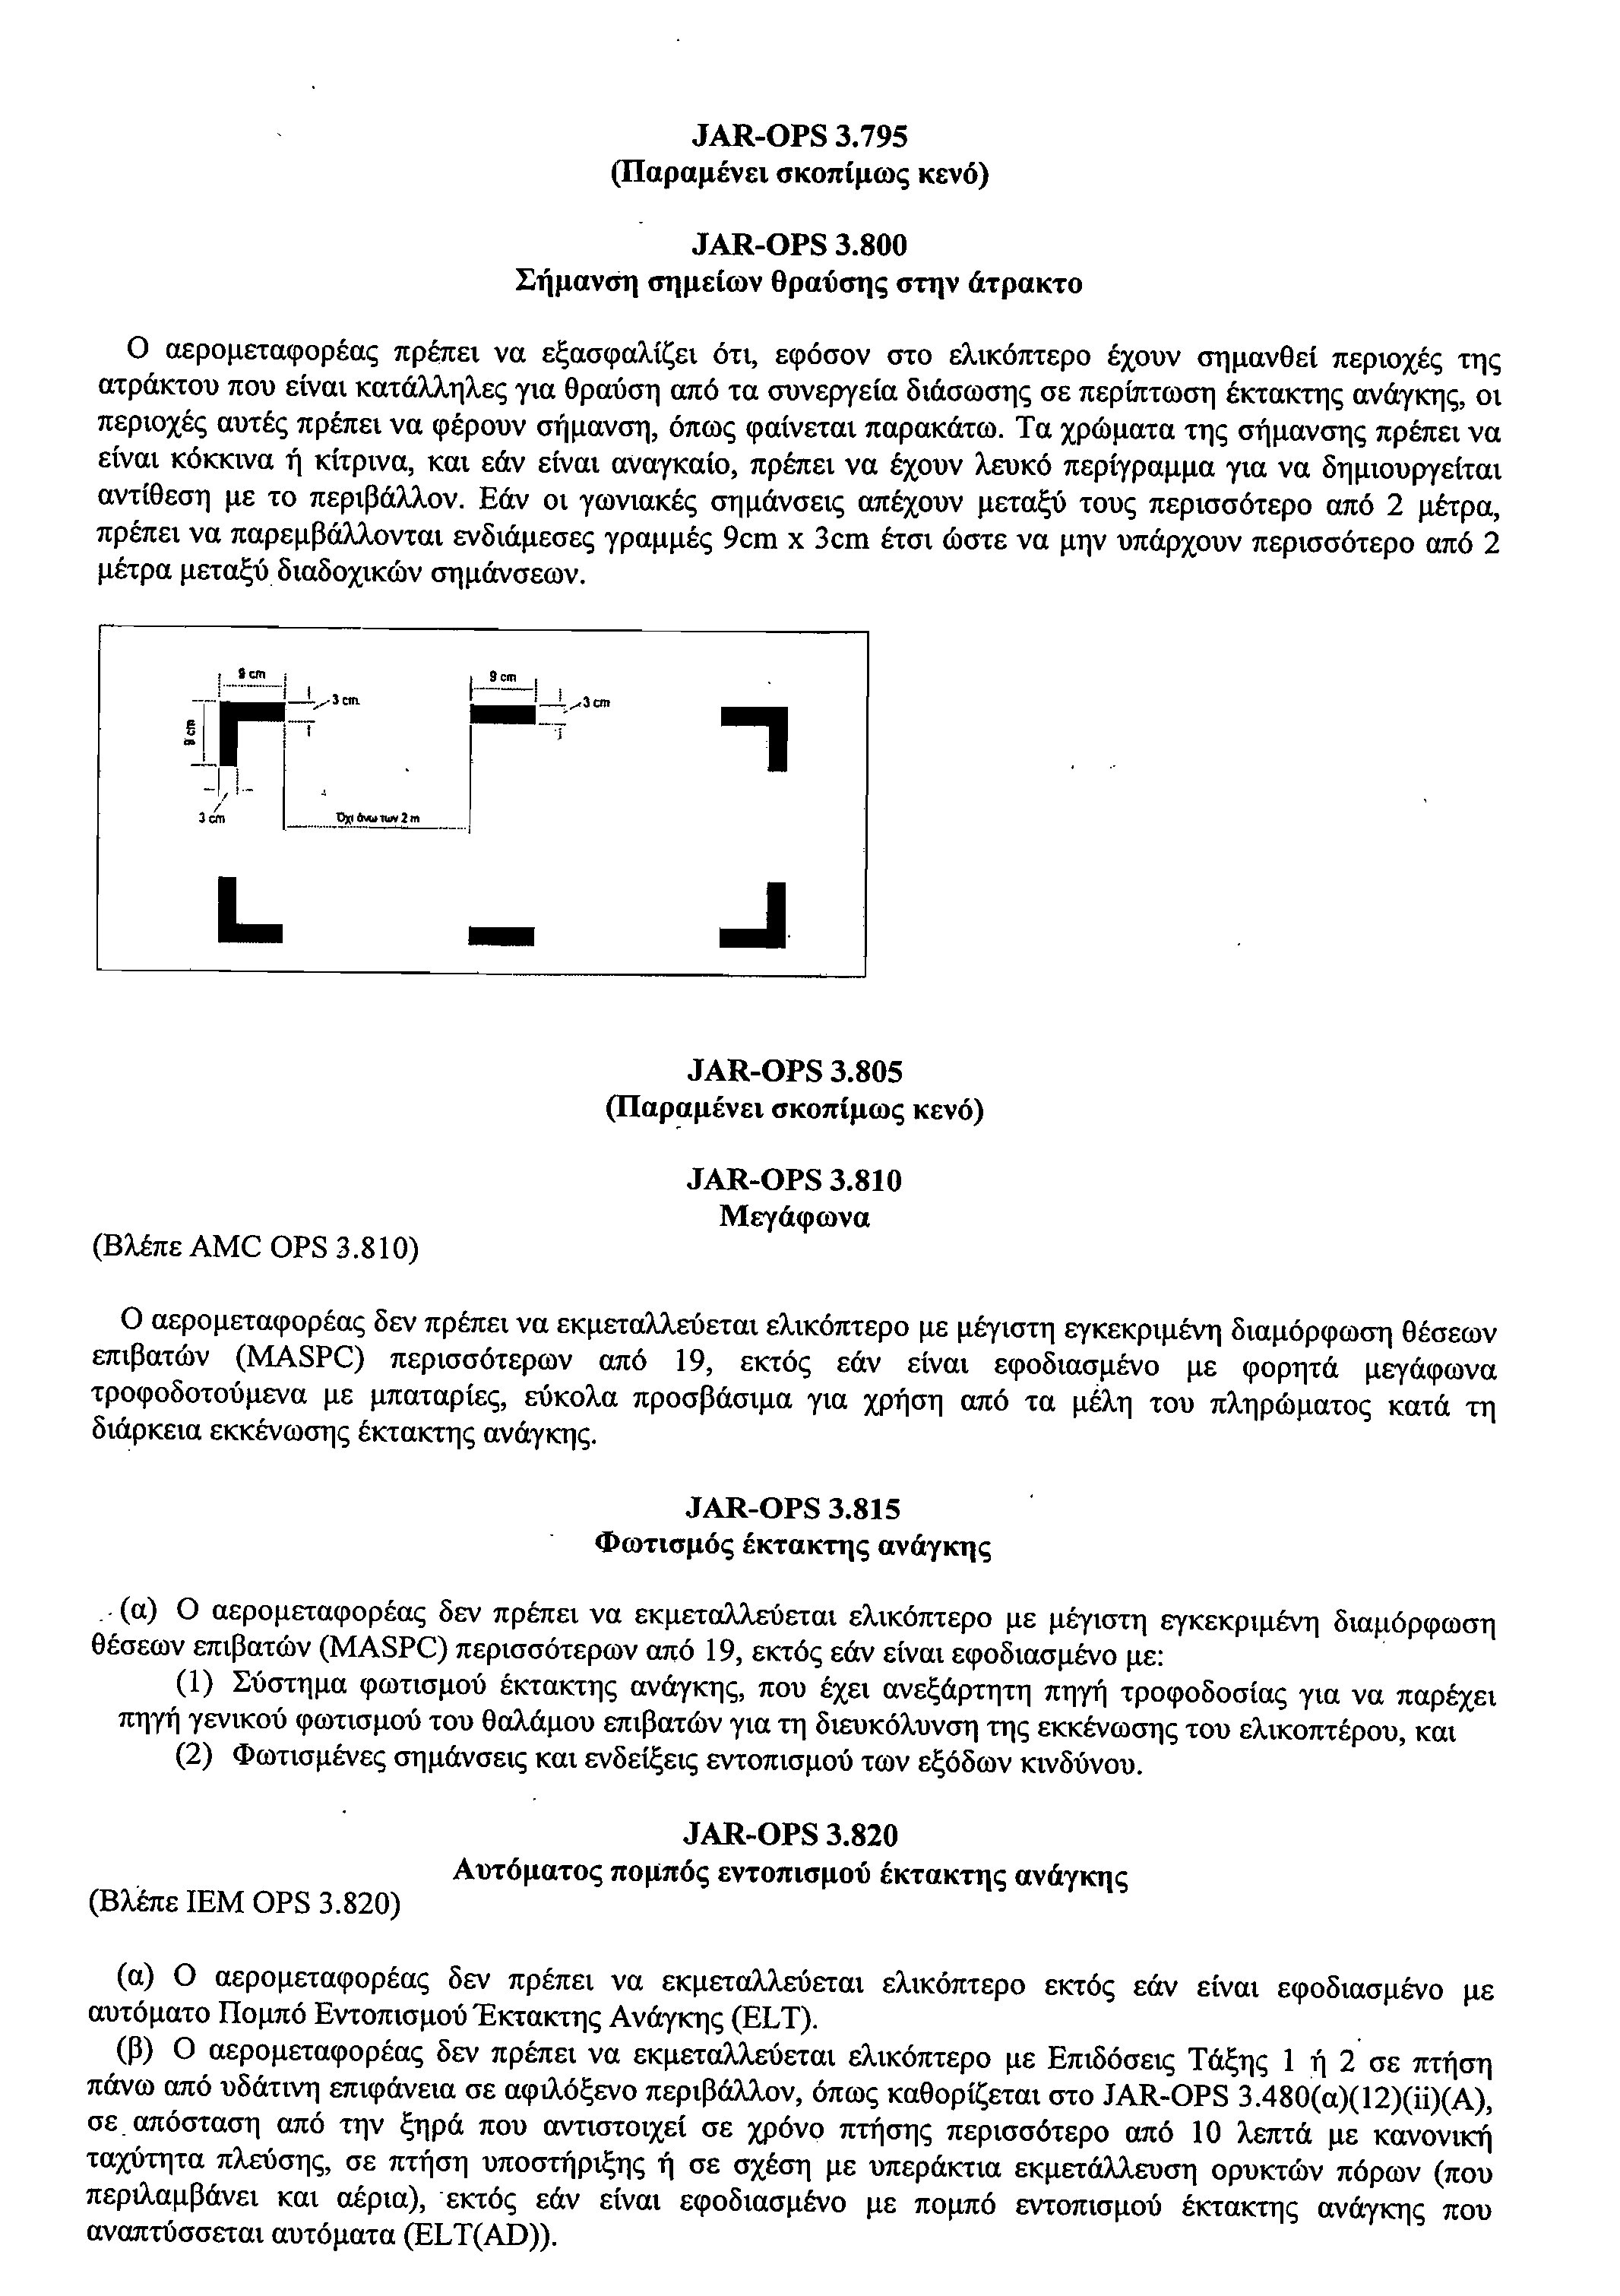 JAR-OPS 3.795
(Παραμένει σκοπίμως κενό)
JAR-OPS 3.800
Σήμανση σημείων θραύσης στην άτρακτο
Ο αερομεταφορέας πρέπει να εξασφαλίζει ότι, εφόσον στο ελικόπτερο έχουν σημανθεί περιοχές της
ατράκτου που είναι κατάλληλες για θραύση από τα συνεργεία διάσωσης σε περίπτωση έκτακτης ανάγκης, οι
περιοχές αυτές πρέπει να φέρουν σήμανση, όπως φαίνεται παρακάτω. Τα χρώματα της σήμανσης πρέπει να
είναι κόκκινα ή κίτρινα, και εάν είναι αναγκαίο, πρέπει να έχουν λευκό περίγραμμα για να δημιουργείται
αντίθεση με το περιβάλλον. Εάν οι γωνιακές σημάνσεις απέχουν μεταξύ τους περισσότερο από 2 μέτρα,
πρέπει να παρεμβάλλονται ενδιάμεσες γραμμές 9cm x 3cm έτσι ώστε να μην υπάρχουν περισσότερο από 2
μέτρα μεταξύ διαδοχικών σημάνσεων.
9 cm
9 cm
3 cm
3 cm
9 cm
3 cm
Όχι άνω των 2 m
JAR-OPS 3.805
(Παραμένει σκοπίμως κενό)
JAR-OPS 3.810
Μεγάφωνα
(Βλέπε AMC OPS 3.810)
Ο αερομεταφορέας δεν πρέπει να εκμεταλλεύεται ελικόπτερο με μέγιστη εγκεκριμένη διαμόρφωση θέσεων
επιβατών (MASPC) περισσότερων από 19, εκτός εάν είναι εφοδιασμένο με φορητά μεγάφωνα
τροφοδοτούμενα με μπαταρίες, εύκολα προσβάσιμα για χρήση από τα μέλη του πληρώματος κατά τη
διάρκεια εκκένωσης έκτακτης ανάγκης.
JAR-OPS 3.815
Φωτισμός έκτακτης ανάγκης
(α) Ο αερομεταφορέας δεν πρέπει να εκμεταλλεύεται ελικόπτερο με μέγιστη εγκεκριμένη διαμόρφωση
θέσεων επιβατών (MASPC) περισσότερων από 19, εκτός εάν είναι εφοδιασμένο με:
(1) Σύστημα φωτισμού έκτακτης ανάγκης, που έχει ανεξάρτητη πηγή τροφοδοσίας για να παρέχει
πηγή γενικού φωτισμού του θαλάμου επιβατών για τη διευκόλυνση της εκκένωσης του ελικοπτέρου, και
(2) Φωτισμένες σημάνσεις και ενδείξεις εντοπισμού των εξόδων κινδύνου.
JAR-OPS 3.820
Αυτόματος πομπός εντοπισμού έκτακτης ανάγκης
(Βλέπε IEM OPS 3.820)
(α) Ο αερομεταφορέας δεν πρέπει να εκμεταλλεύεται ελικόπτερο εκτός εάν είναι εφοδιασμένο με
αυτόματο Πομπό Εντοπισμού Έκτακτης Ανάγκης (ELT).
(β) Ο αερομεταφορέας δεν πρέπει να εκμεταλλεύεται ελικόπτερο με Επιδόσεις Τάξης 1 ή 2 σε πτήση
πάνω από υδάτινη επιφάνεια σε αφιλόξενο περιβάλλον, όπως καθορίζεται στο JAR-OPS 3.480(α)(12)(ii)(A),
σε απόσταση από την ξηρά που αντιστοιχεί σε χρόνο πτήσης περισσότερο από 10 λεπτά με κανονική
ταχύτητα πλεύσης, σε πτήση υποστήριξης ή σε σχέση με υπεράκτια εκμετάλλευση ορυκτών πόρων (που
περιλαμβάνει και αέρια), εκτός εάν είναι εφοδιασμένο με πομπό εντοπισμού έκτακτης ανάγκης που
αναπτύσσεται αυτόματα (ELT(AD)).